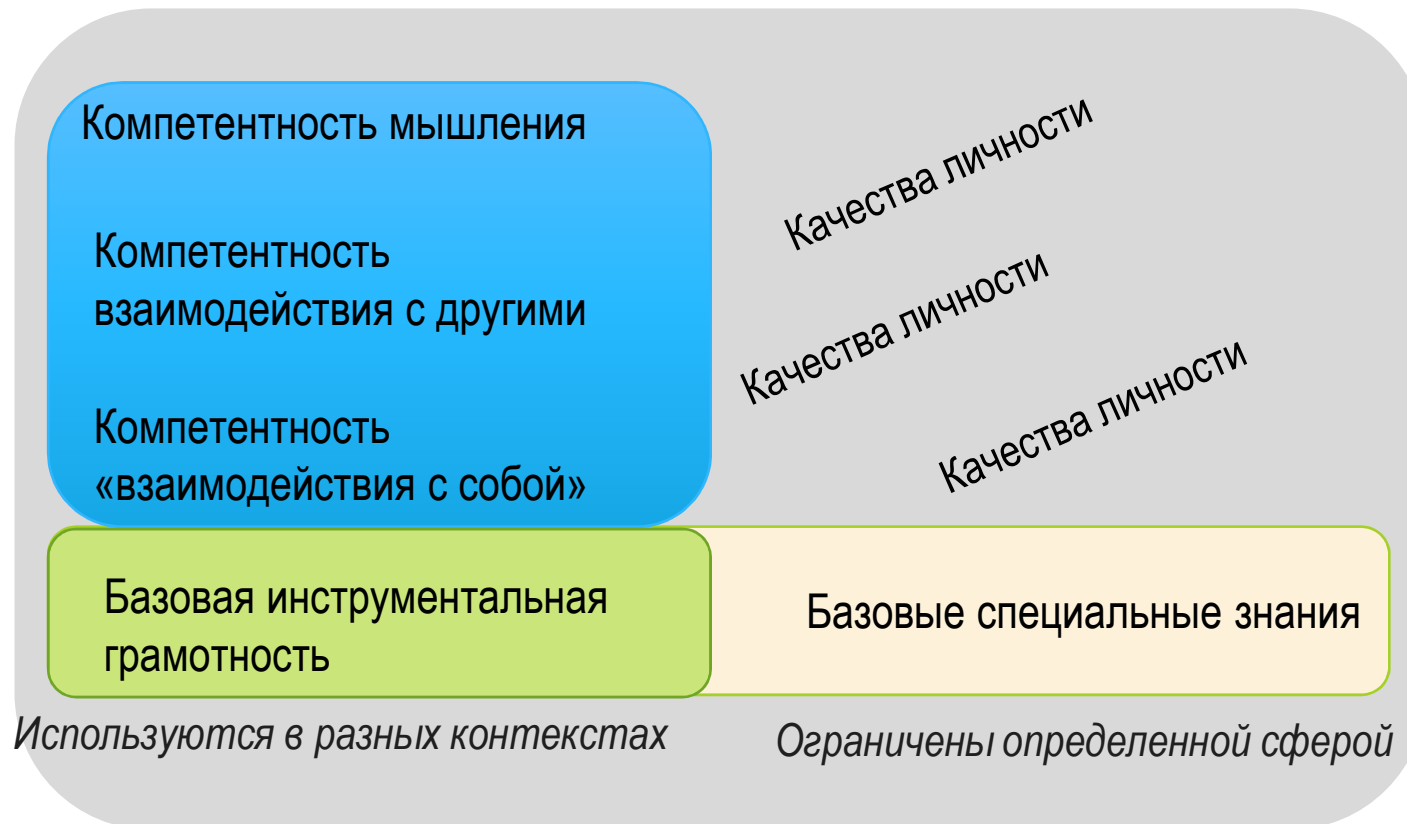 Компетентность мышления
Компетентность
взаимодействия с другими
Компетентность
«взаимодействия с собой»
Качества личности
Качества личности
Качества личности
Базовая инструментальная
грамотность
Базовые специальные знания
Используются в разных контекстах
Ограничены определенной сферой